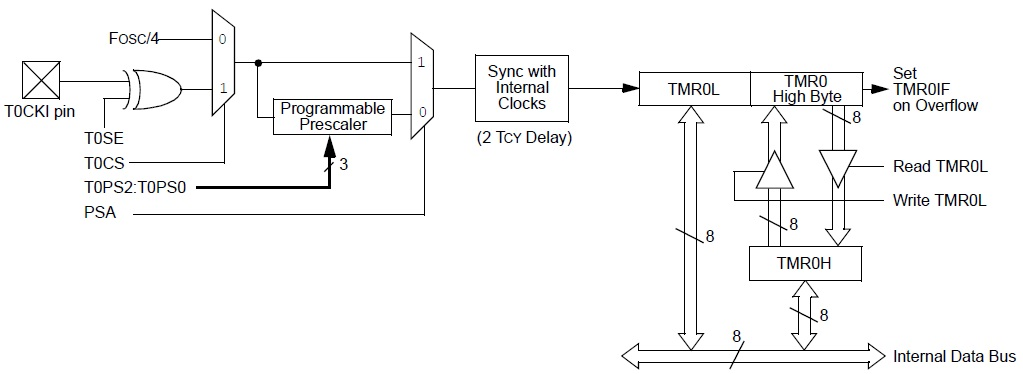 FOSC/4
0
1
T0CKI pin
T0SE
T0CS
T0PS2:T0PS0
PSA
Programmable
Prescaler
3
1
0
Sync with
Internal
Clocks
(2 TCY Delay)
TMR0L
TMR0
High Byte
Set
TMR0IF
on Overflow
8
Read TMR0L
Write TMR0L
8
8
TMR0H
8
8
Internal Data Bus